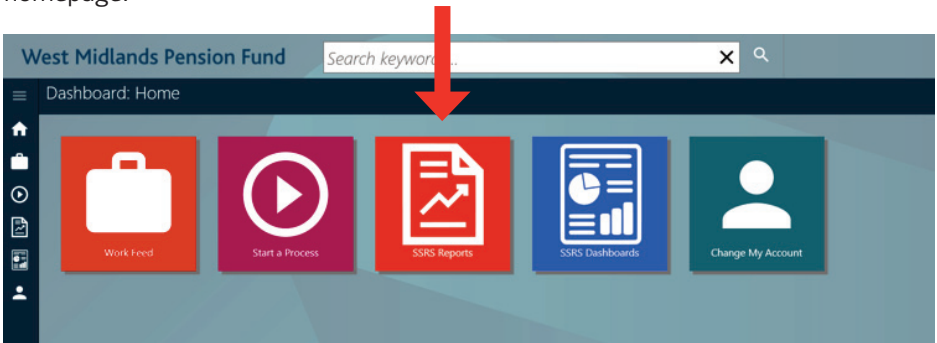 homepage.
West Midlands Pension Fund
Search keyword...
Dashboard: Home
Work Feed
Start a Process
SSRS Reports
SSRS Dashboards
Change My Account